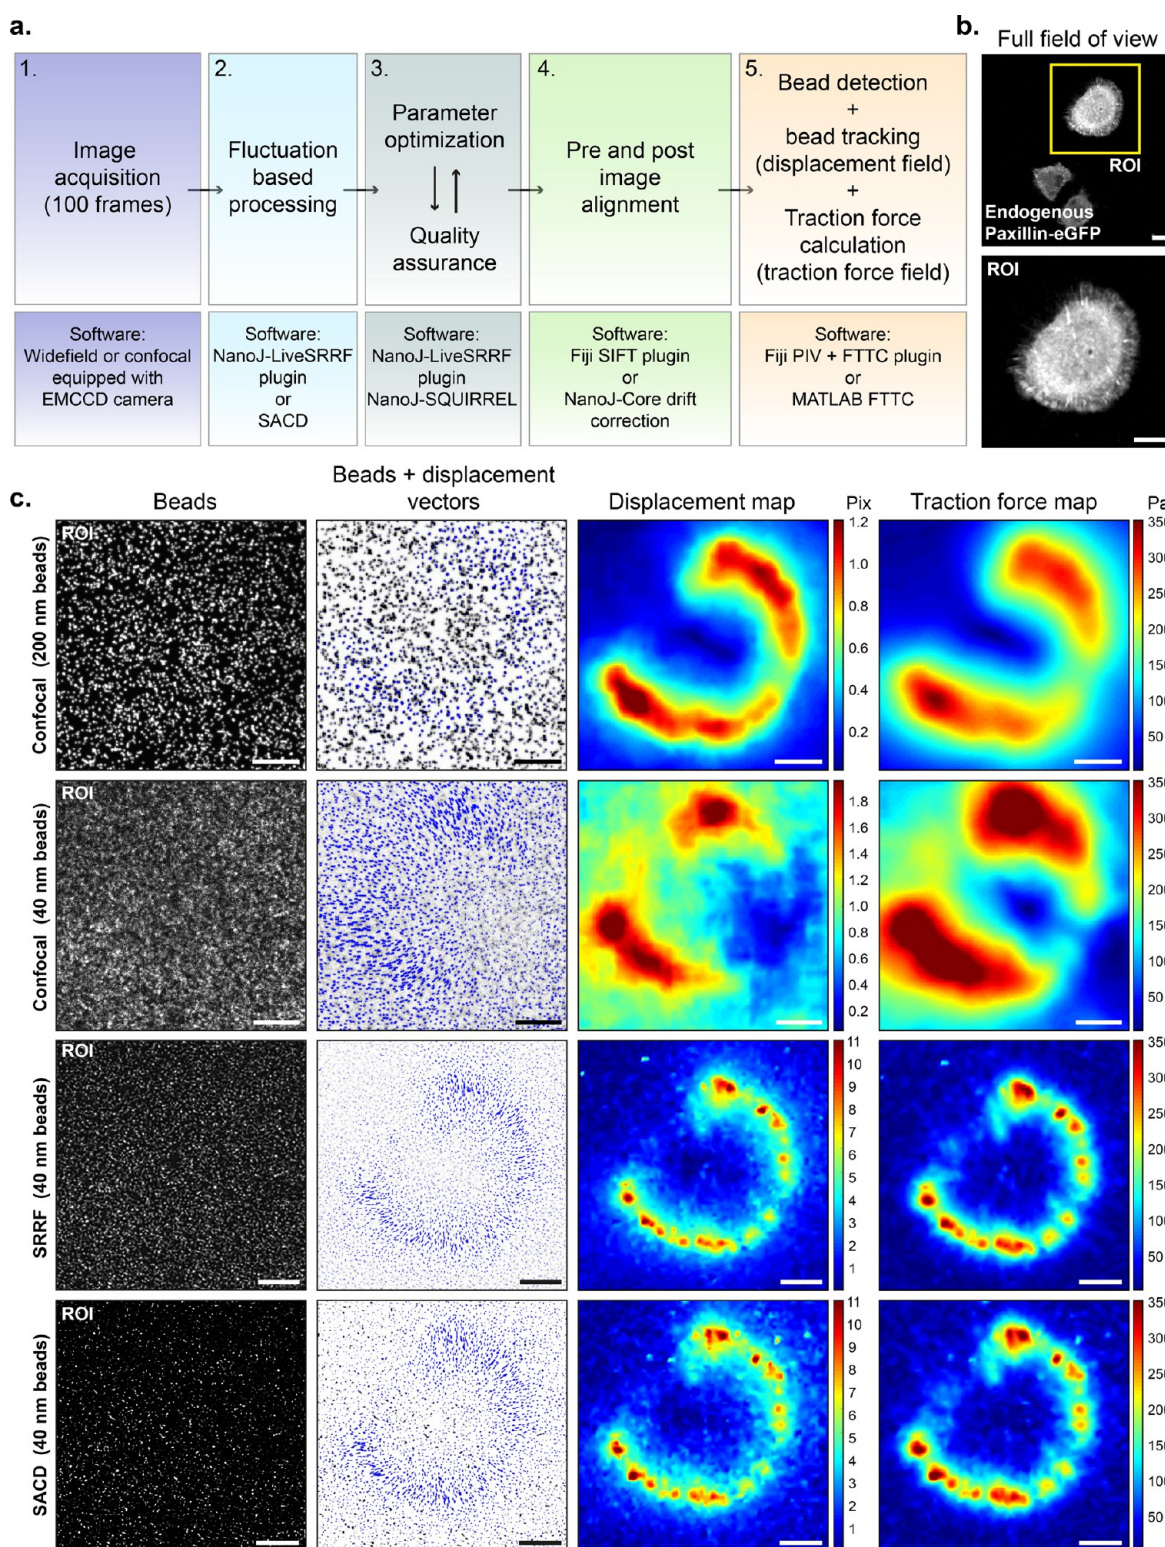 a.
1.
Image
acquisition
(100 frames)
2.
Fluctuation
based
processing
3.
Parameter
optimization
Quality
assurance
4.
Pre and post
image
alignment
5.
Bead detection
+
bead tracking
(displacement field)
+
Traction force
calculation
(traction force field)
Software:
Widefield or confocal
equipped with
EMCCD camera
Software:
NanoJ-LiveSRRF
plugin
or
SACD
Software:
NanoJ-LiveSRRF
plugin
NanoJ-SQUIRREL
Software:
Fiji SIFT plugin
or
NanoJ-Core drift
correction
Software:
Fiji PIV + FTTC plugin
or
MATLAB FTTC
b.
Full field of view
ROI
Endogenous
Paxillin-eGFP
ROI
c.
Beads
Beads + displacement
vectors
Displacement map
Pix
Traction force map
Pa
Confocal (200 nm beads)
ROI
1.2
1.0
0.8
0.6
0.4
0.2
350
300
250
200
150
100
50
Confocal (40 nm beads)
ROI
1.8
1.6
1.4
1.2
1.0
0.8
0.6
0.4
0.2
SRRF (40 nm beads)
ROI
11
10
9
8
7
6
5
4
3
2
1
SACD (40 nm beads)
ROI
11
10
9
8
7
6
5
4
3
2
1